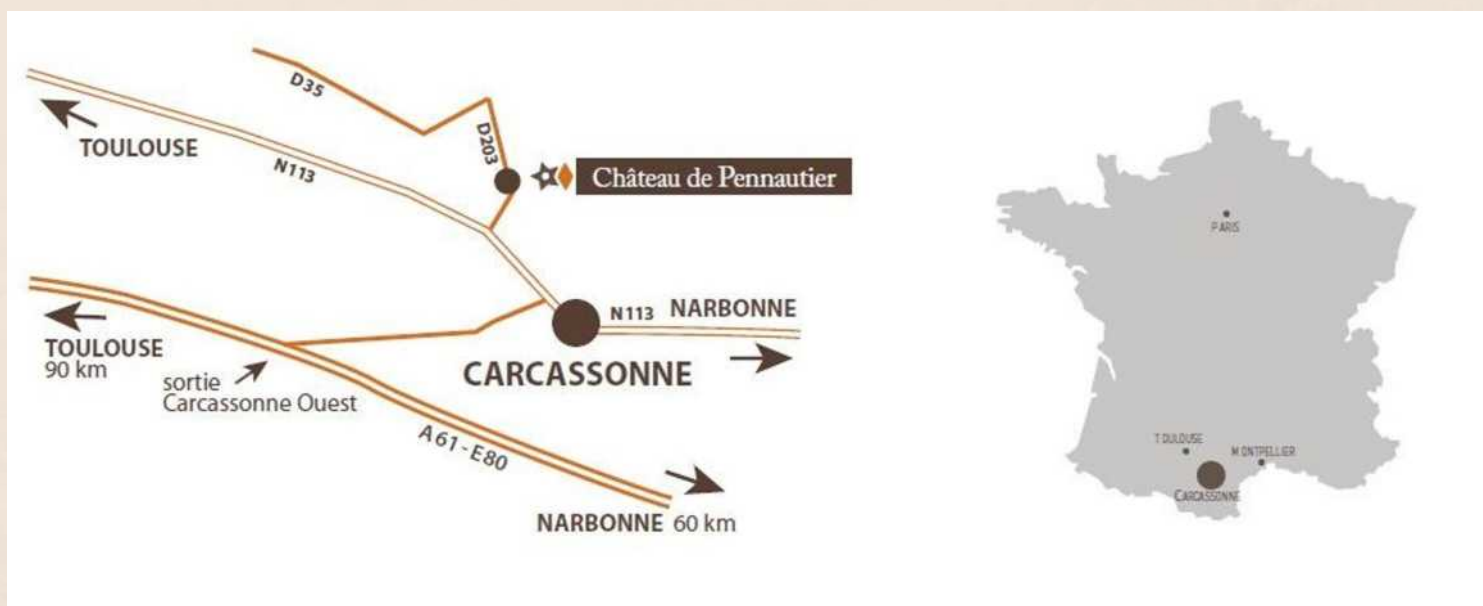 D35
TOULOUSE
N113
D203
Château de Pennautier
N113 NARBONNE
TOULOUSE
90 km
CARCASSONNE
sortie
Carcassonne Ouest
A61-E80
NARBONNE 60 km
PARIS
TOULOUSE
MONTPELLIER
CARCASSONNE